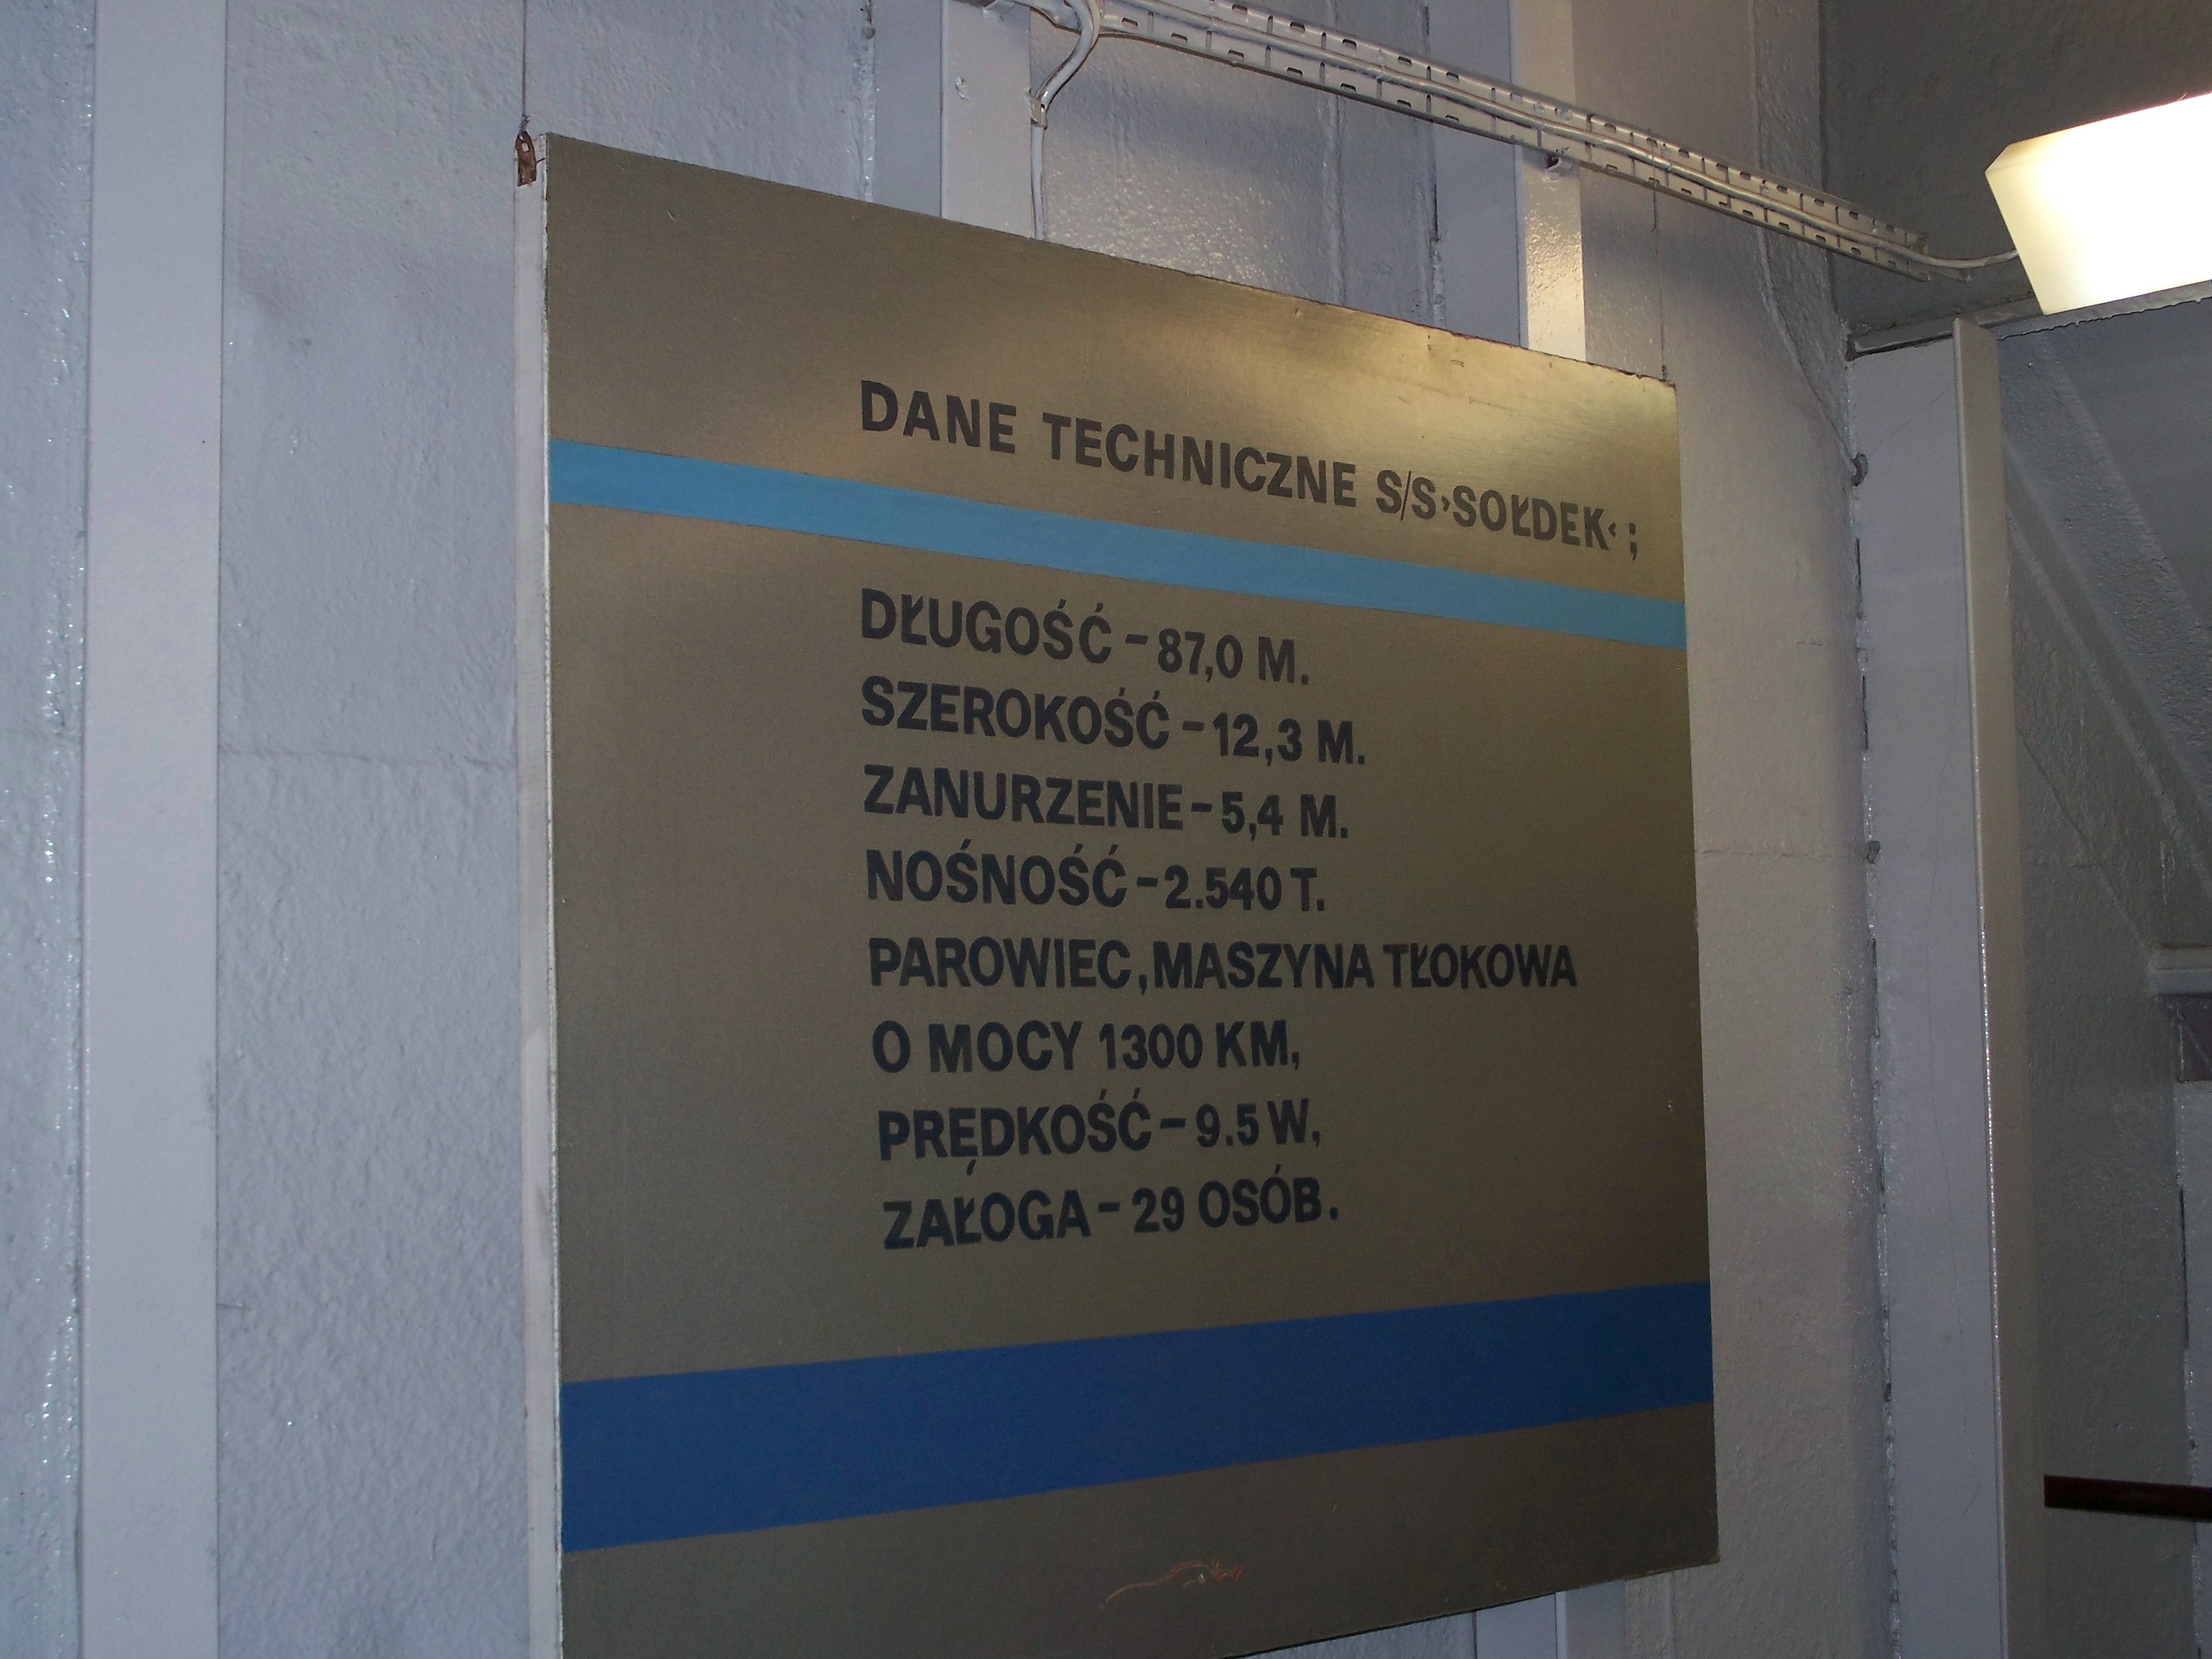 DANE TECHNICZNE S/S›SOŁDEK‹ ;
DŁUGOŚĆ – 87,0 M.
SZEROKOŚĆ – 12,3 M.
ZANURZENIE – 5,4 M.
NOŚNOŚĆ – 2.540 T.
PAROWIEC, MASZYNA TŁOKOWA
O MOCY 1300 KM,
PRĘDKOŚĆ – 9.5 W,
ZAŁOGA – 29 OSÓB.